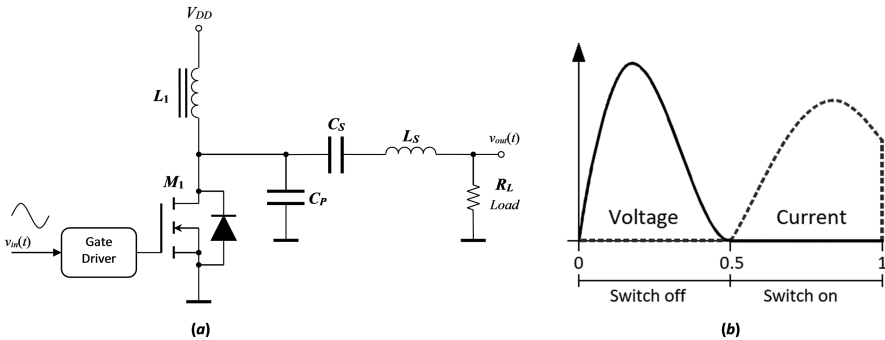 V_DD
L_1
C_S
L_S
v_out(t)
M_1
C_P
R_L
Load
v_in(t)
Gate
Driver
(a)
Voltage
Current
0
0.5
1
Switch off
Switch on
(b)